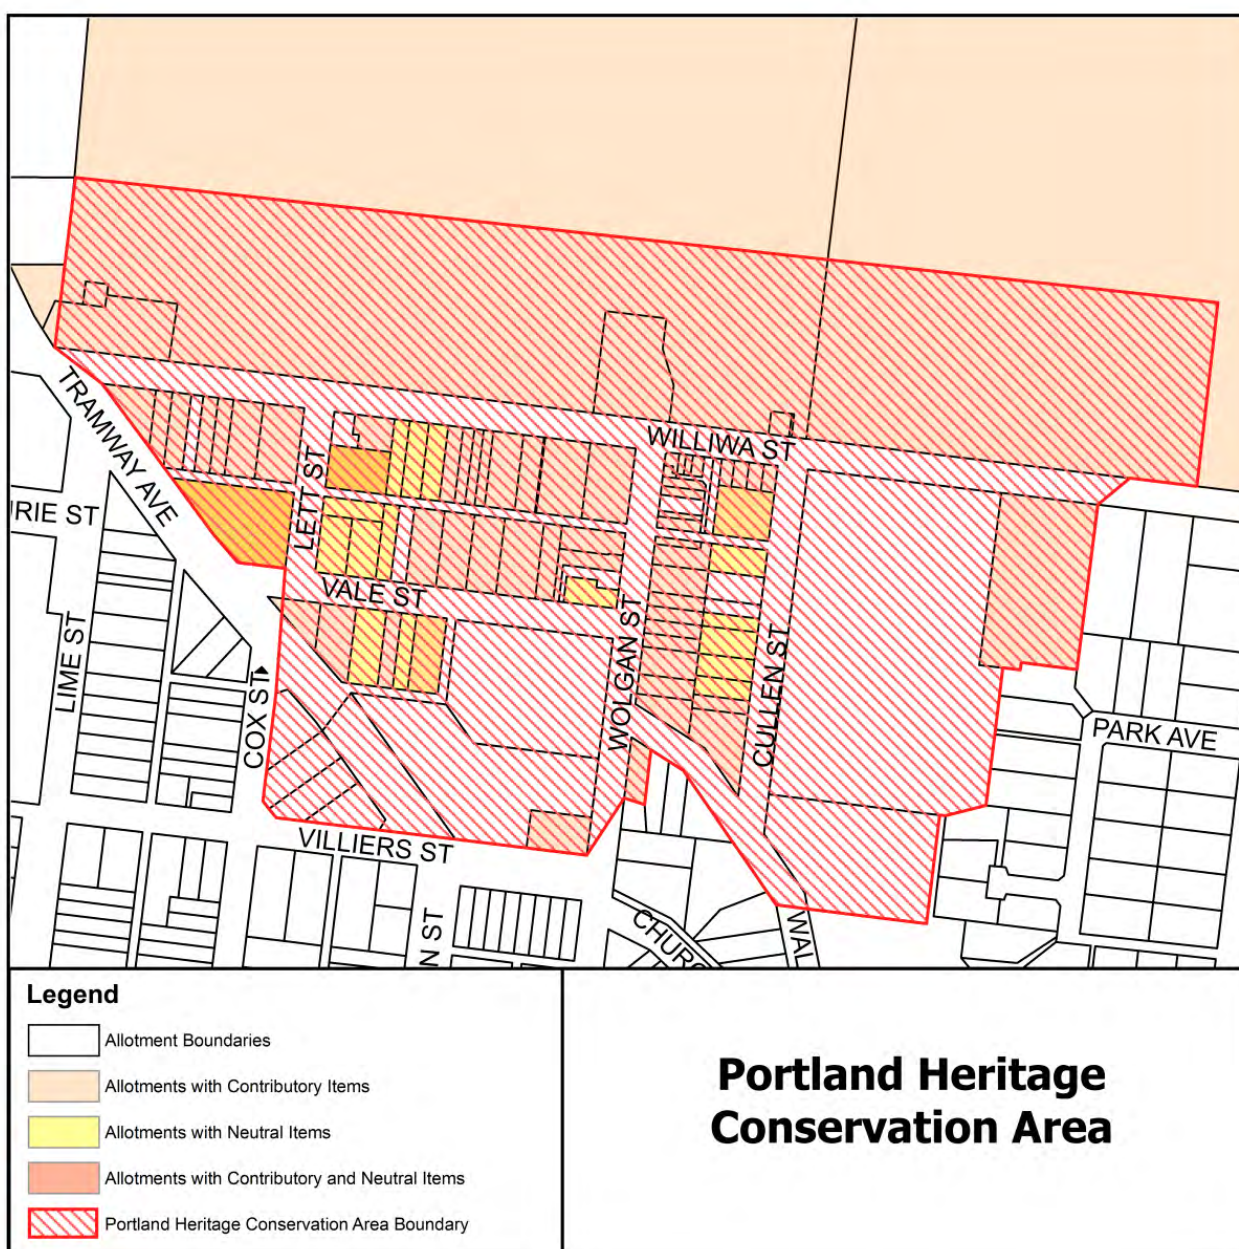 WILLIWA ST
TRAMWAY AVE
LETT ST
IRIE ST
VALE ST
LIME ST
COX ST
WOLGAN ST
CULLEN ST
PARK AVE
VILLIERS ST
N ST
CHURC
WAL
Legend
Allotment Boundaries
Allotments with Contributory Items
Allotments with Neutral Items
Allotments with Contributory and Neutral Items
Portland Heritage Conservation Area Boundary
Portland Heritage
Conservation Area